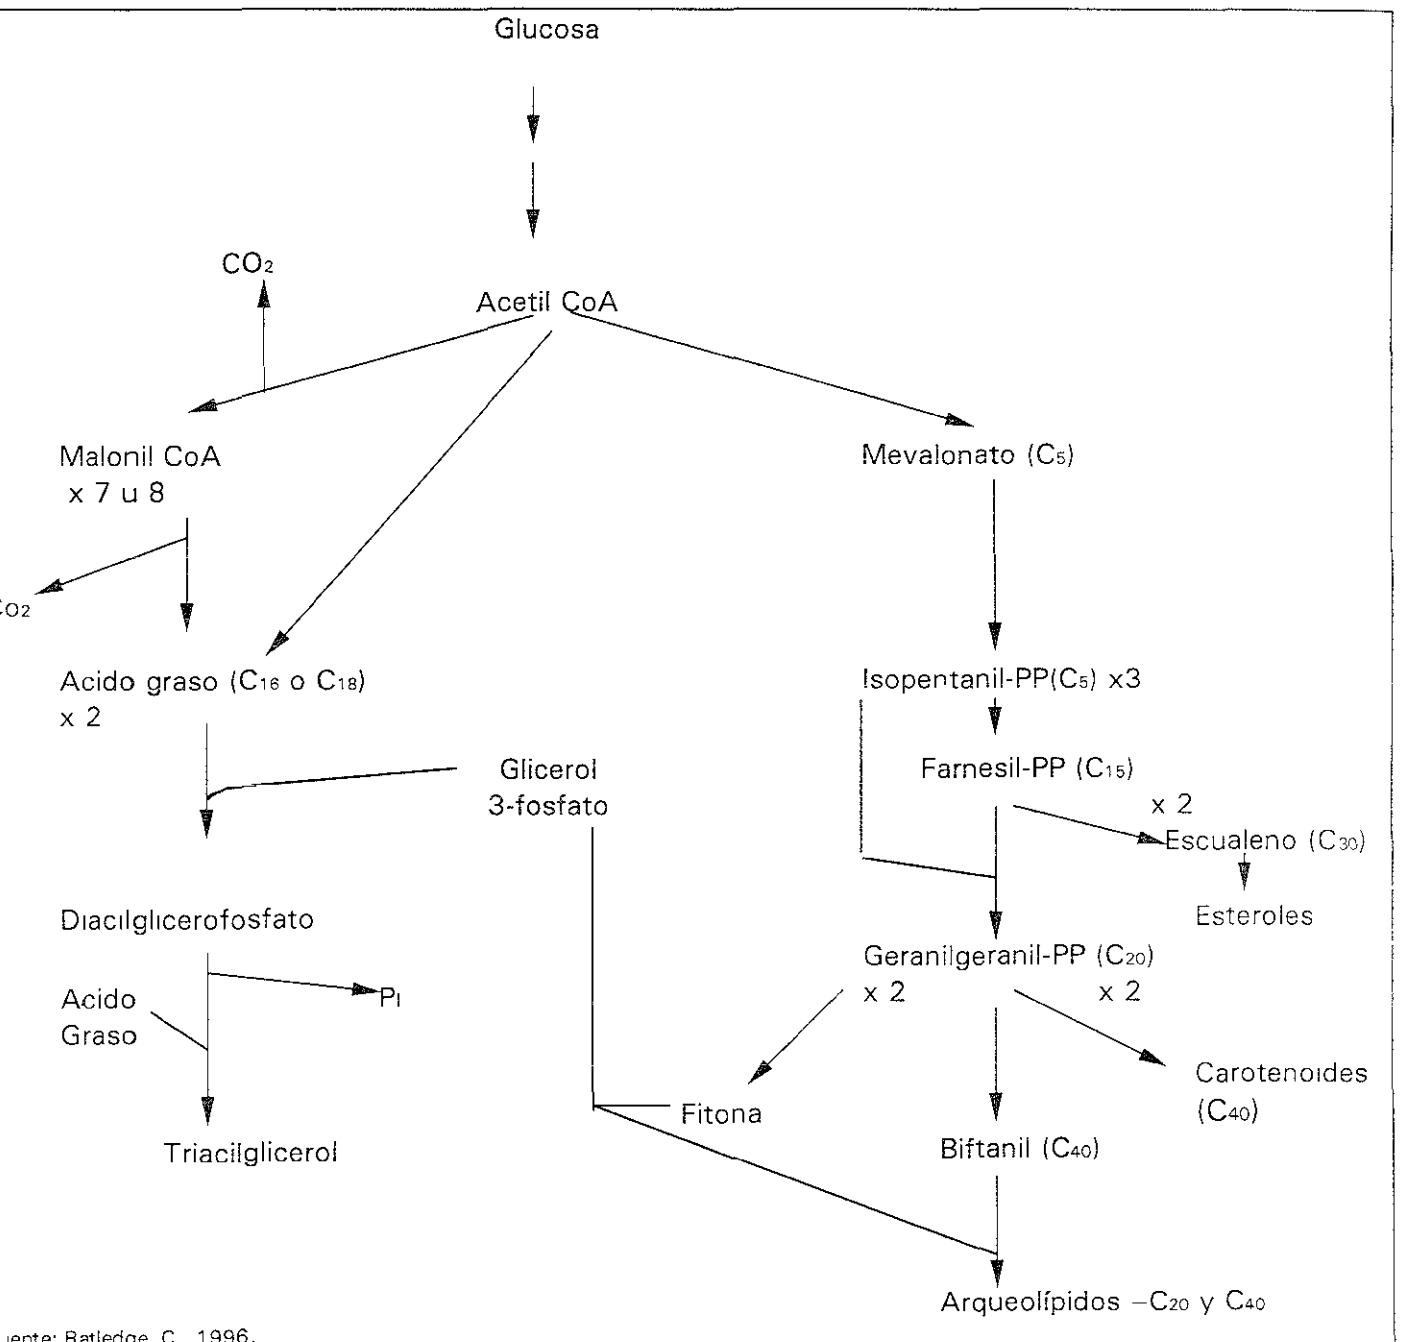 Glucosa
CO₂
Acetil CoA
Malonil CoA
x 7 u 8
Mevalonato (C₅)
Co₂
Acido graso (C₁₆ o C₁₈)
x 2
Isopentanil-PP(C₅) x3
Glicerol
3-fosfato
Farnesil-PP (C₁₅)
x 2
Escualeno (C₃₀)
Esteroles
Diacilglicerofosfato
Geranilgeranil-PP (C₂₀)
x 2 x 2
Acido
Graso
Pi
Carotenoides
(C₄₀)
Fitona
Biftanil (C₄₀)
Triacilglicerol
Arqueolípidos –C₂₀ y C₄₀
uente: Ratledge, C., 1996.